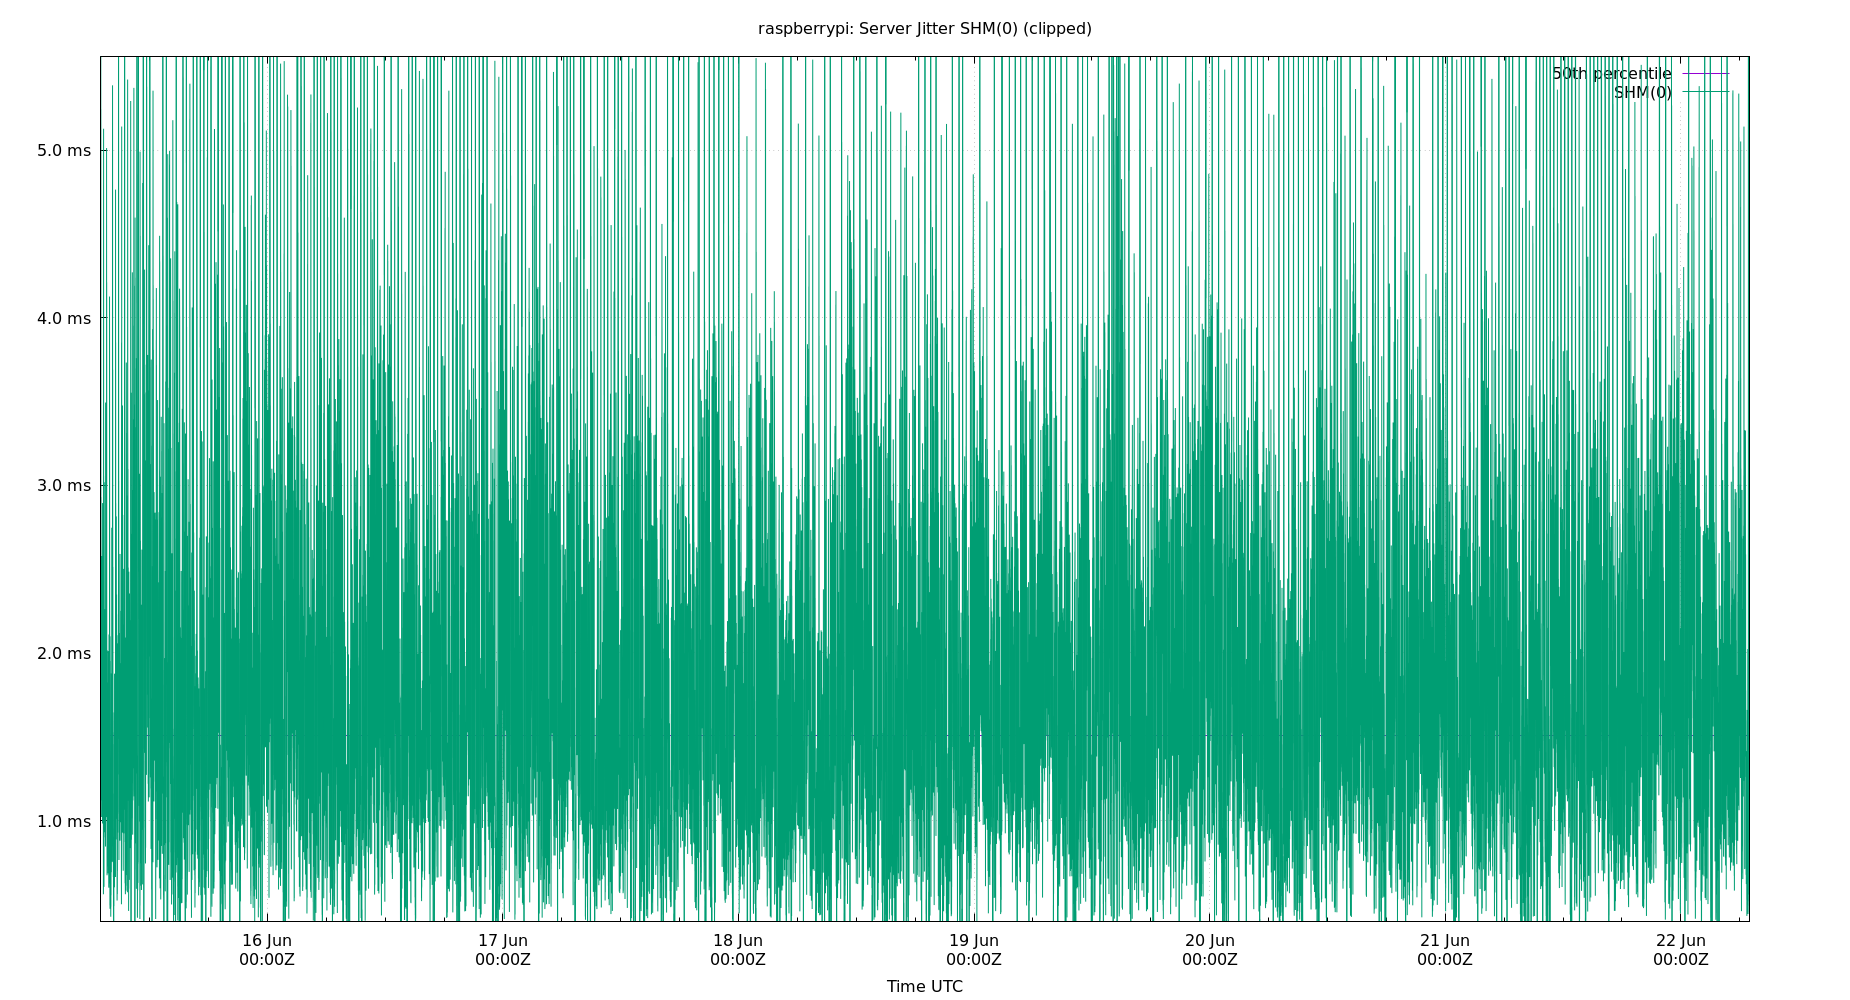 raspberrypi: Server Jitter SHM(0) (clipped)
50th percentile
SHM(0)
5.0 ms
4.0 ms
3.0 ms
2.0 ms
1.0 ms
16 Jun 17 Jun 18 Jun 19 Jun 20 Jun 21 Jun 22 Jun
00:00Z 00:00Z 00:00Z 00:00Z 00:00Z 00:00Z 00:00Z
Time UTC